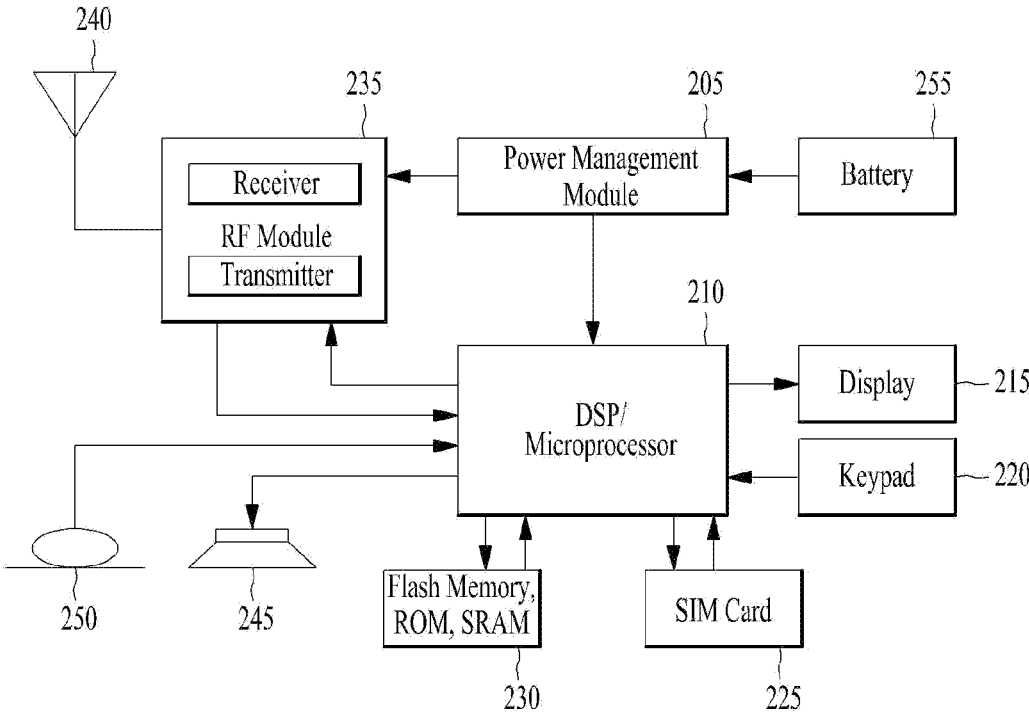 240
235
205
255
Receiver
RF Module
Transmitter
Power Management
Module
Battery
210
DSP/
Microprocessor
Display
215
Keypad
220
250
245
Flash Memory,
ROM, SRAM
230
SIM Card
225